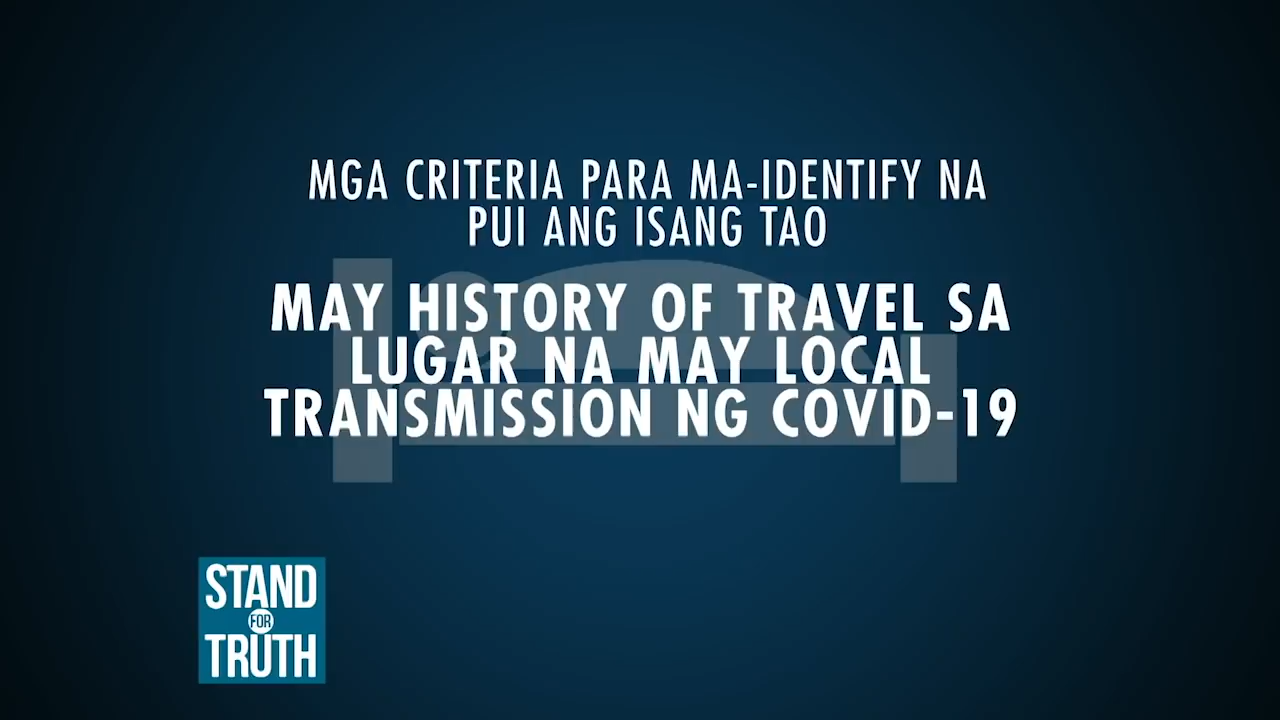 MGA CRITERIA PARA MA-IDENTIFY NA
PUI ANG ISANG TAO
MAY HISTORY OF TRAVEL SA
LUGAR NA MAY LOCAL
TRANSMISSION NG COVID-19
STAND
FOR
TRUTH